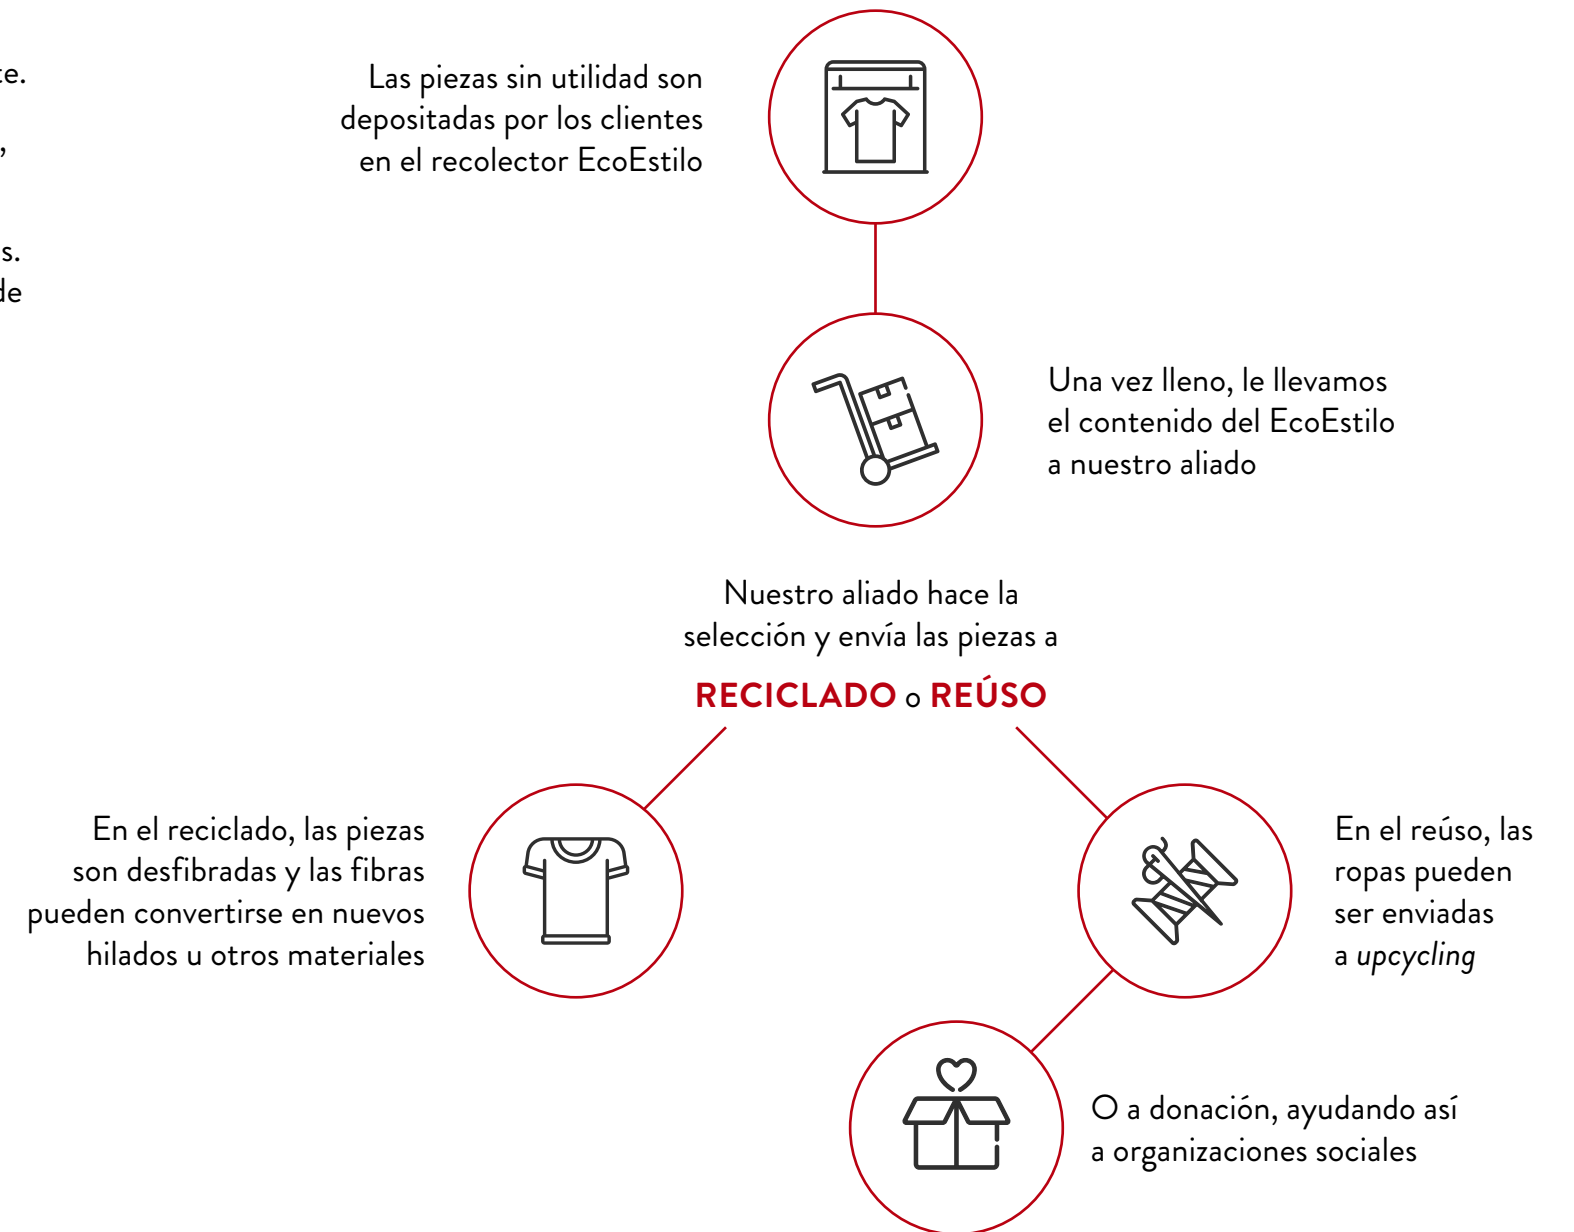 te.
,
s.
de
Las piezas sin utilidad son
depositadas por los clientes
en el recolector EcoEstilo
Una vez lleno, le llevamos
el contenido del EcoEstilo
a nuestro aliado
Nuestro aliado hace la
selección y envía las piezas a
RECICLADO o REÚSO
En el reciclado, las piezas
son desfibradas y las fibras
pueden convertirse en nuevos
hilados u otros materiales
En el reúso, las
ropas pueden
ser enviadas
a upcycling
O a donación, ayudando así
a organizaciones sociales